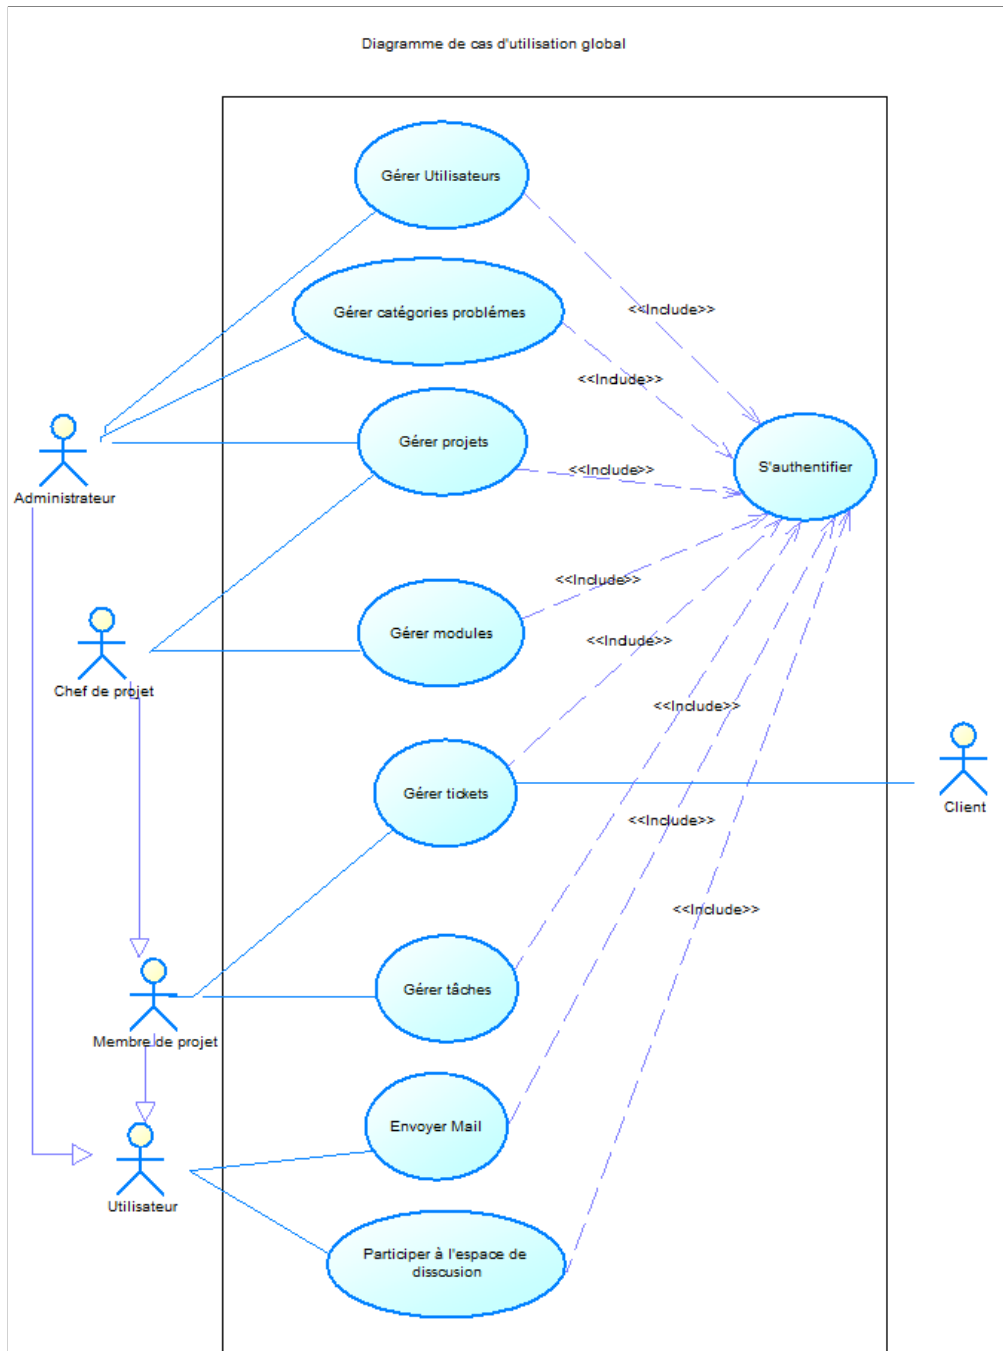 Diagramme de cas d'utilisation global
Gérer Utilisateurs
<<Include>>
Gérer catégories problémes
<<Include>>
Gérer projets
<<Include>>
S'authentifier
Administrateur
<<Include>>
Gérer modules
<<Include>>
Chef de projet
<<Include>>
Gérer tickets
Client
<<Include>>
<<Include>>
Gérer tâches
Membre de projet
Envoyer Mail
Utilisateur
Participer à l'espace de
disscusion